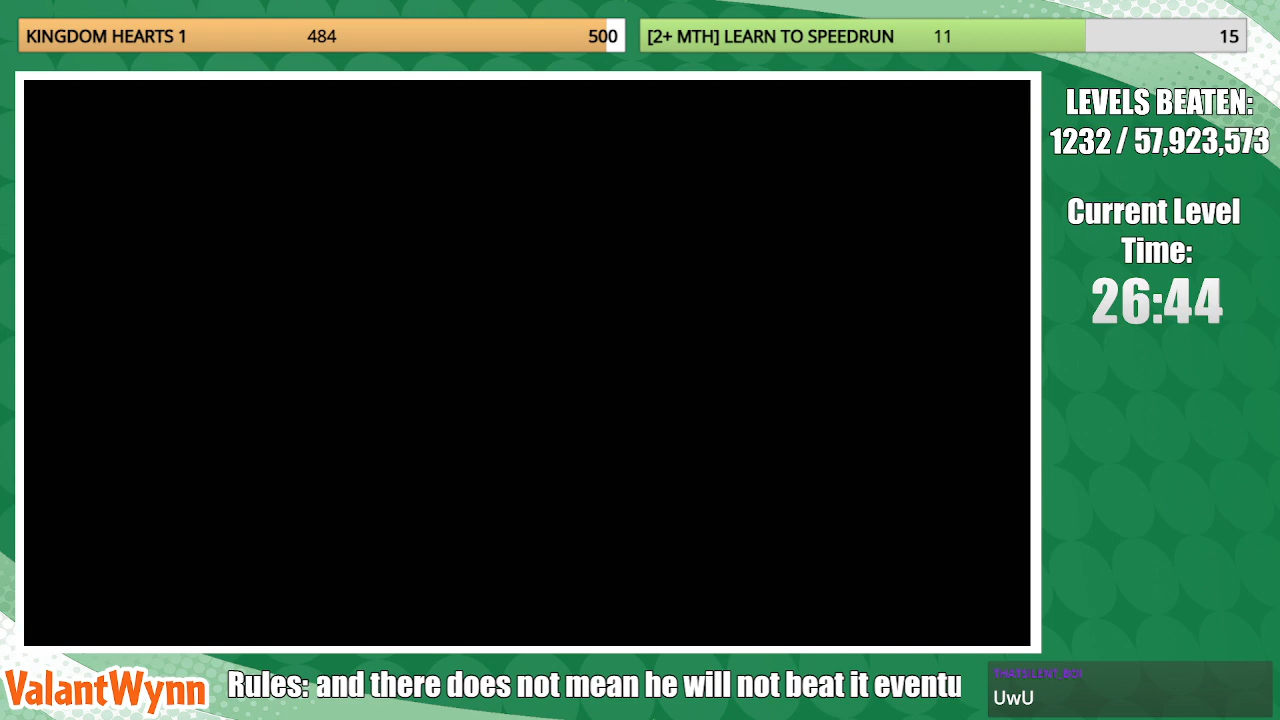 KINGDOM HEARTS 1 484 500
[2+ MTH] LEARN TO SPEEDRUN 11 15
LEVELS BEATEN:
1232 / 57,923,573
Current Level
Time:
26:44
ValantWynn
Rules: and there does not mean he will not beat it eventu
THATSILENT_BOI
UwU